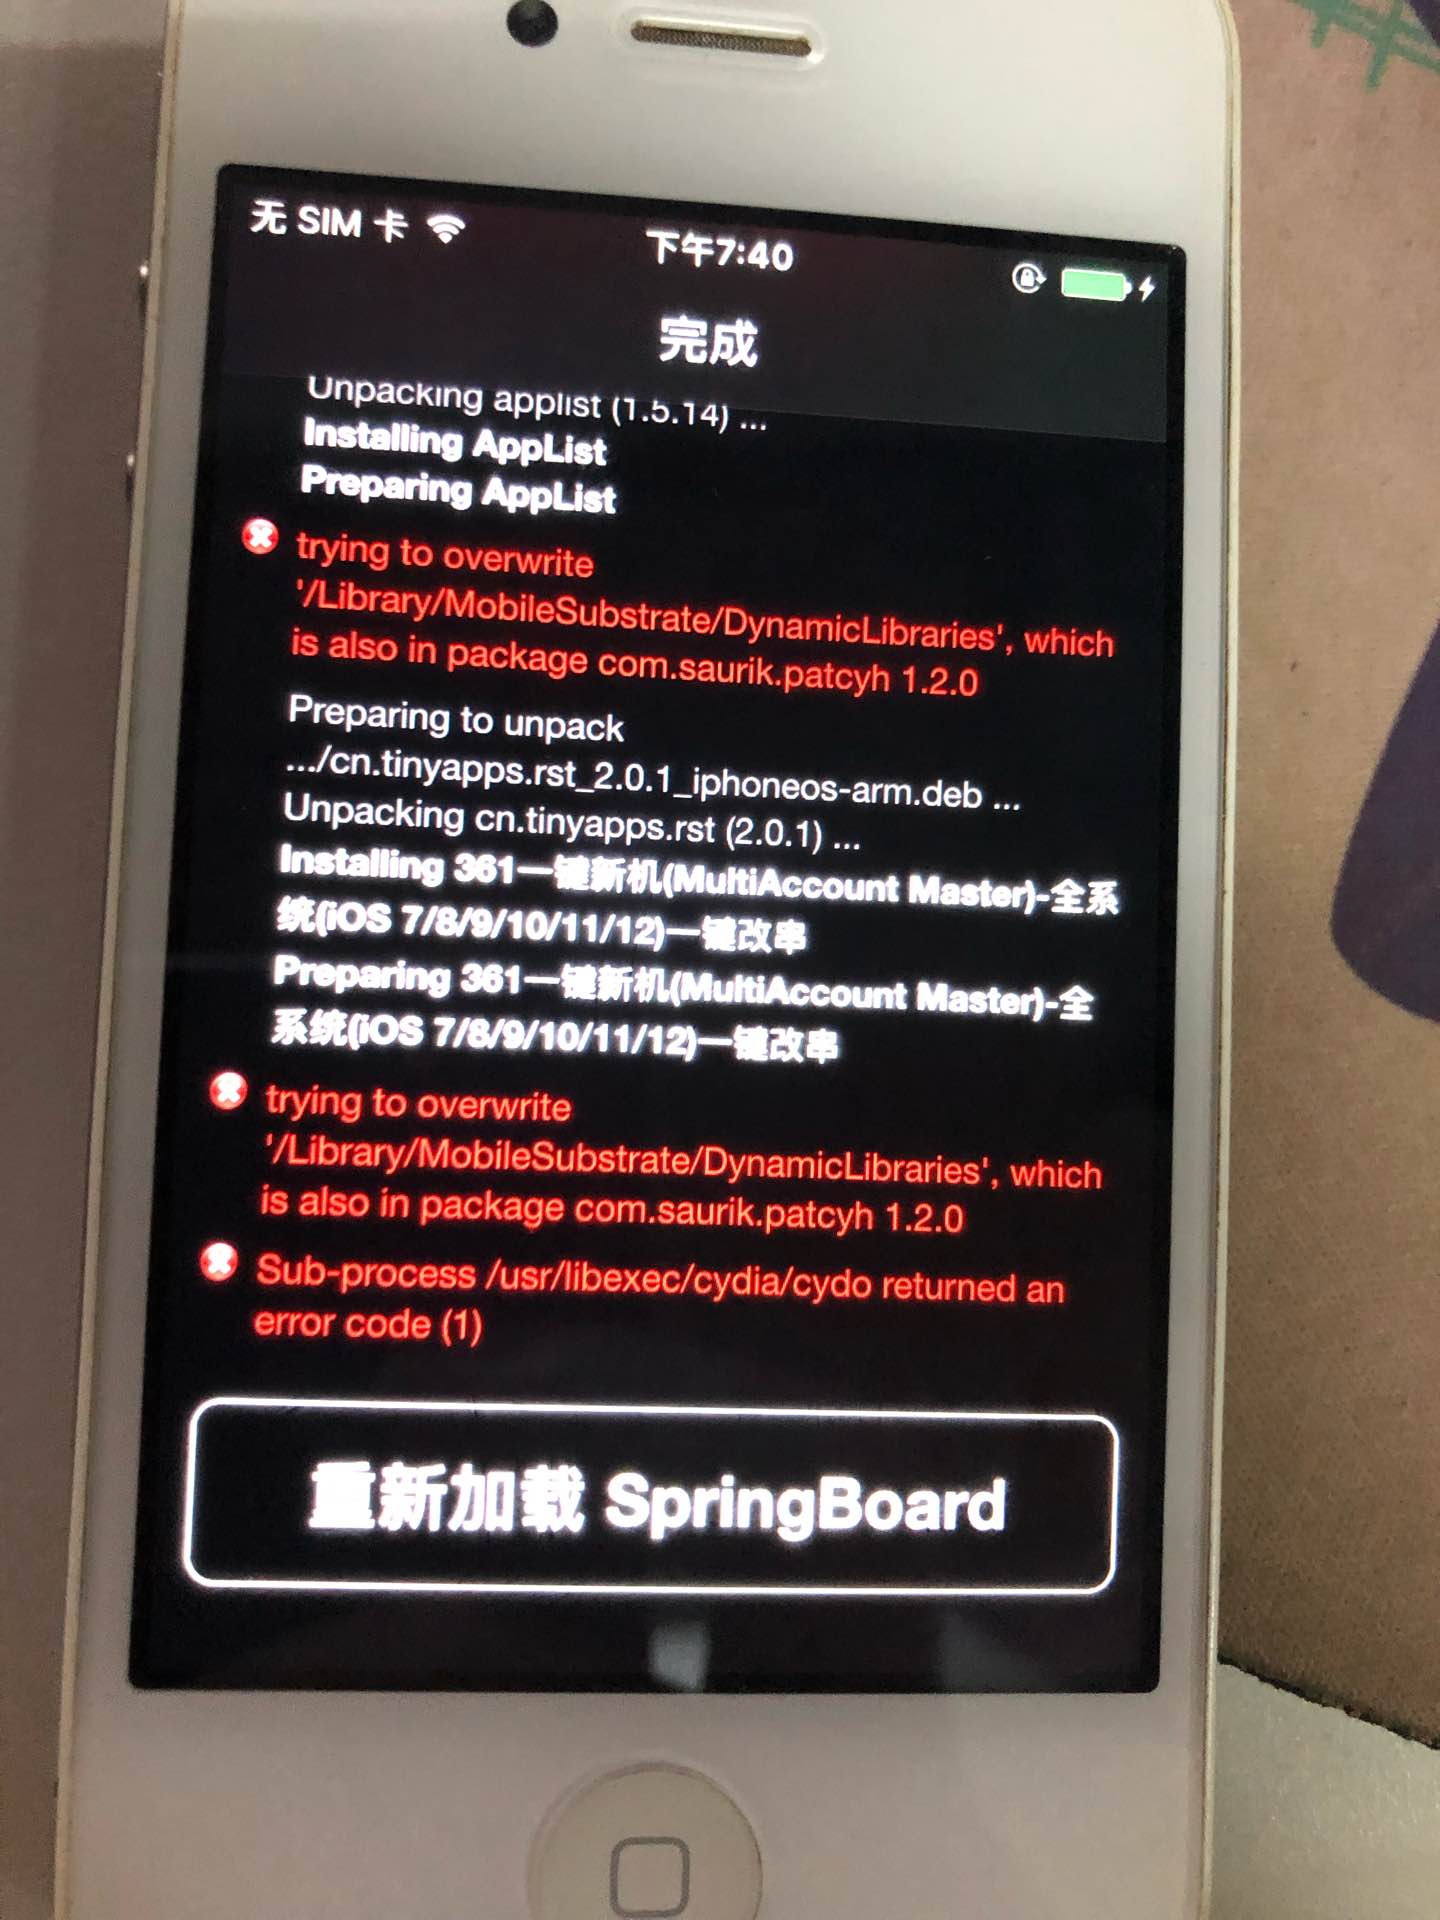 无 SIM 卡
下午7:40
完成
Unpacking applist (1.5.14) ...
Installing AppList
Preparing AppList
trying to overwrite
'/Library/MobileSubstrate/DynamicLibraries', which
is also in package com.saurik.patcyh 1.2.0
Preparing to unpack
.../cn.tinyapps.rst_2.0.1_iphoneos-arm.deb ...
Unpacking cn.tinyapps.rst (2.0.1) ...
Installing 361一键新机(MultiAccount Master)-全系
统(iOS 7/8/9/10/11/12)一键改串
Preparing 361一键新机(MultiAccount Master)-全
系统(iOS 7/8/9/10/11/12)一键改串
trying to overwrite
'/Library/MobileSubstrate/DynamicLibraries', which
is also in package com.saurik.patcyh 1.2.0
Sub-process /usr/libexec/cydia/cydo returned an
error code (1)
重新加载 SpringBoard